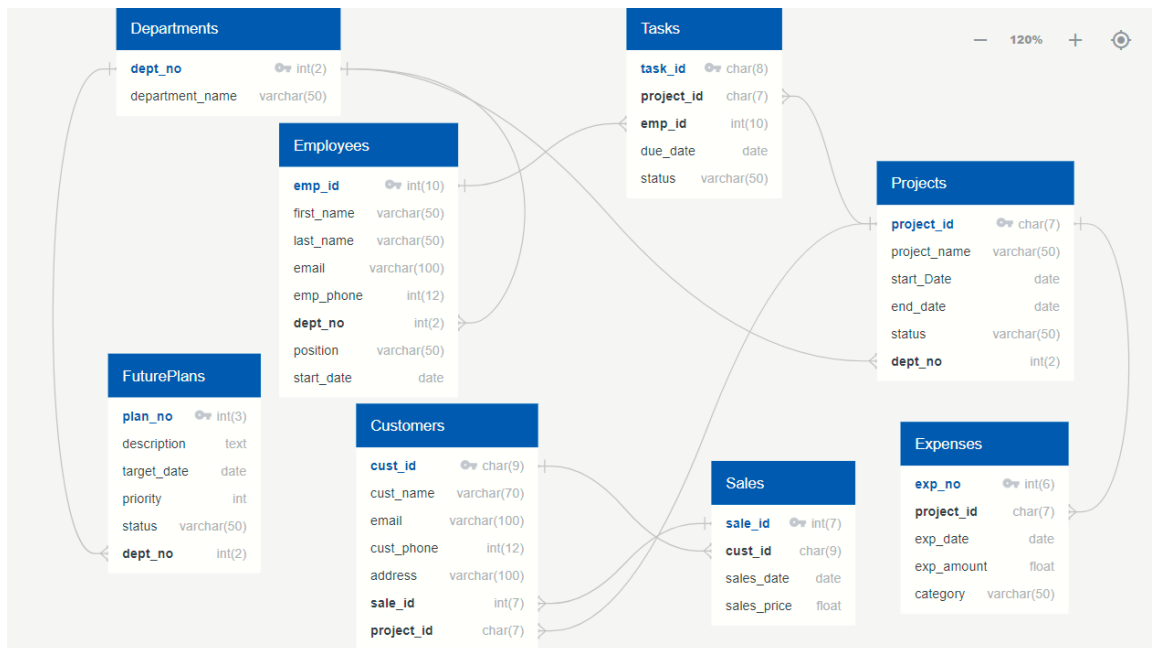 Departments
dept_no int(2)
department_name varchar(50)
Tasks
task_id char(8)
project_id char(7)
emp_id int(10)
due_date date
status varchar(50)
120%
Employees
emp_id int(10)
first_name varchar(50)
last_name varchar(50)
email varchar(100)
emp_phone int(12)
dept_no int(2)
position varchar(50)
start_date date
Projects
project_id char(7)
project_name varchar(50)
start_Date date
end_date date
status varchar(50)
dept_no int(2)
FuturePlans
plan_no int(3)
description text
target_date date
priority int
status varchar(50)
dept_no int(2)
Customers
cust_id char(9)
cust_name varchar(70)
email varchar(100)
cust_phone int(12)
address varchar(100)
sale_id int(7)
project_id char(7)
Sales
sale_id int(7)
cust_id char(9)
sales_date date
sales_price float
Expenses
exp_no int(6)
project_id char(7)
exp_date date
exp_amount float
category varchar(50)